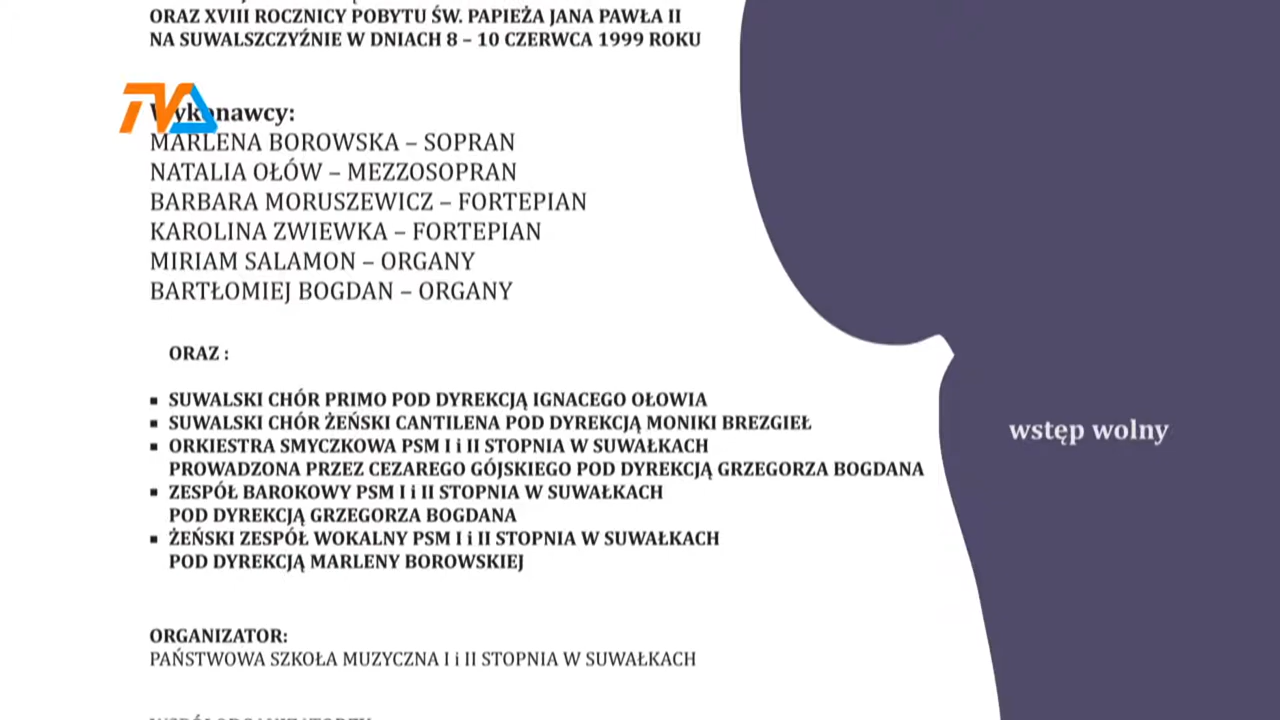 ORAZ XVIII ROCZNICY POBYTU ŚW. PAPIEŻA JANA PAWŁA II
NA SUWALSZCZYŹNIE W DNIACH 8 – 10 CZERWCA 1999 ROKU
TVA
Wykonawcy:
MARLENA BOROWSKA – SOPRAN
NATALIA OŁÓW – MEZZOSOPRAN
BARBARA MORUSZEWICZ – FORTEPIAN
KAROLINA ZWIEWKA – FORTEPIAN
MIRIAM SALAMON – ORGANY
BARTŁOMIEJ BOGDAN – ORGANY
ORAZ :
▪ SUWALSKI CHÓR PRIMO POD DYREKCJĄ IGNACEGO OŁOWIA
▪ SUWALSKI CHÓR ŻEŃSKI CANTILENA POD DYREKCJĄ MONIKI BREZGIEŁ
▪ ORKIESTRA SMYCZKOWA PSM I i II STOPNIA W SUWAŁKACH
PROWADZONA PRZEZ CEZAREGO GÓJSKIEGO POD DYREKCJĄ GRZEGORZA BOGDANA
▪ ZESPÓŁ BAROKOWY PSM I i II STOPNIA W SUWAŁKACH
POD DYREKCJĄ GRZEGORZA BOGDANA
▪ ŻEŃSKI ZESPÓŁ WOKALNY PSM I i II STOPNIA W SUWAŁKACH
POD DYREKCJĄ MARLENY BOROWSKIEJ
wstęp wolny
ORGANIZATOR:
PAŃSTWOWA SZKOŁA MUZYCZNA I i II STOPNIA W SUWAŁKACH